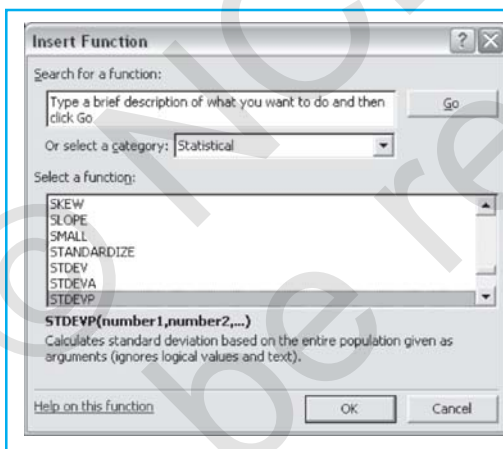 Insert Function
Search for a function:
Type a brief description of what you want to do and then
click Go
Go
Or select a category: Statistical
Select a function:
SKEW
SLOPE
SMALL
STANDARDIZE
STDEV
STDEVA
STDEVP
STDEVP(number1,number2,...)
Calculates standard deviation based on the entire population given as
arguments (ignores logical values and text).
Help on this function
OK
Cancel